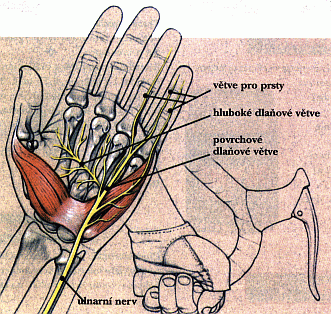 větve pro prsty
hluboké dlaňové větve
povrchové
dlaňové větve
ulnarní nerv